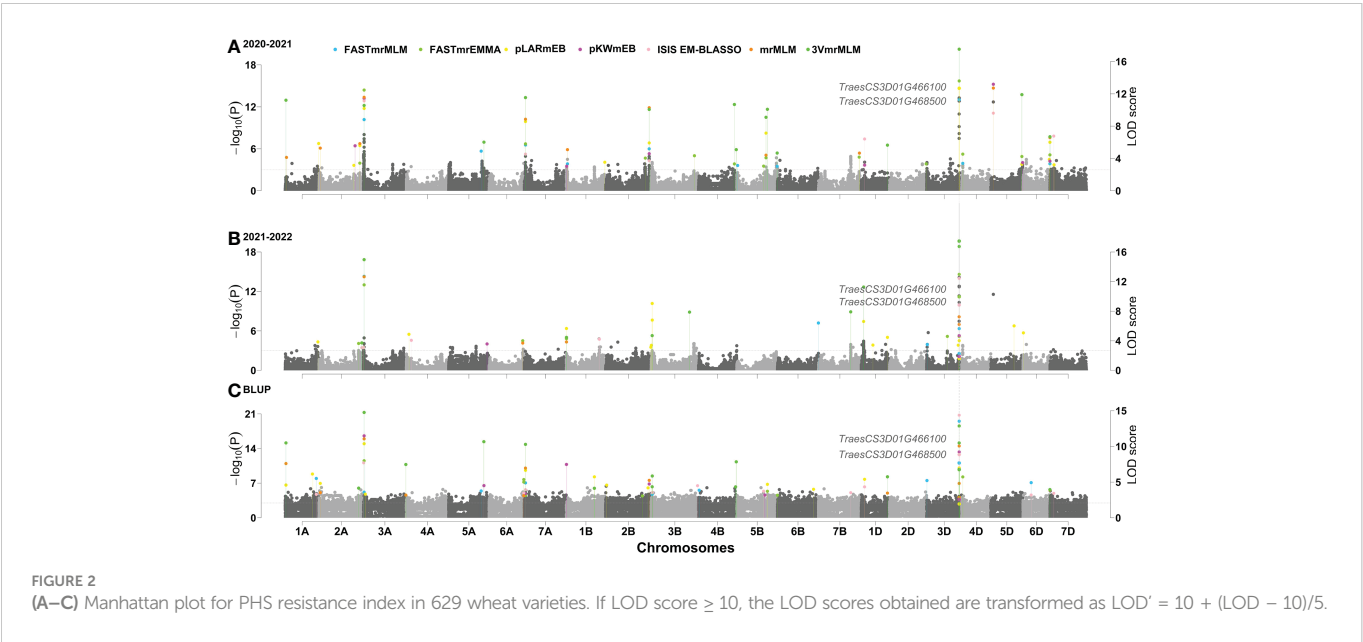 A 2020-2021
FASTmrMLM FASTmrEMMA pLARmEB pKWmEB ISIS EM-BLASSO mrMLM 3VmrMLM
18
12
6
0
−log10(P)
TraesCS3D01G466100
TraesCS3D01G468500
16
12
8
4
0
LOD score
B 2021-2022
18
12
6
0
−log10(P)
TraesCS3D01G466100
TraesCS3D01G468500
16
12
8
4
0
LOD score
C BLUP
21
14
7
0
−log10(P)
TraesCS3D01G466100
TraesCS3D01G468500
15
10
5
0
LOD score
1A 2A 3A 4A 5A 6A 7A 1B 2B 3B 4B 5B 6B 7B 1D 2D 3D 4D 5D 6D 7D
Chromosomes
FIGURE 2
(A–C) Manhattan plot for PHS resistance index in 629 wheat varieties. If LOD score ≥ 10, the LOD scores obtained are transformed as LOD′ = 10 + (LOD − 10)/5.